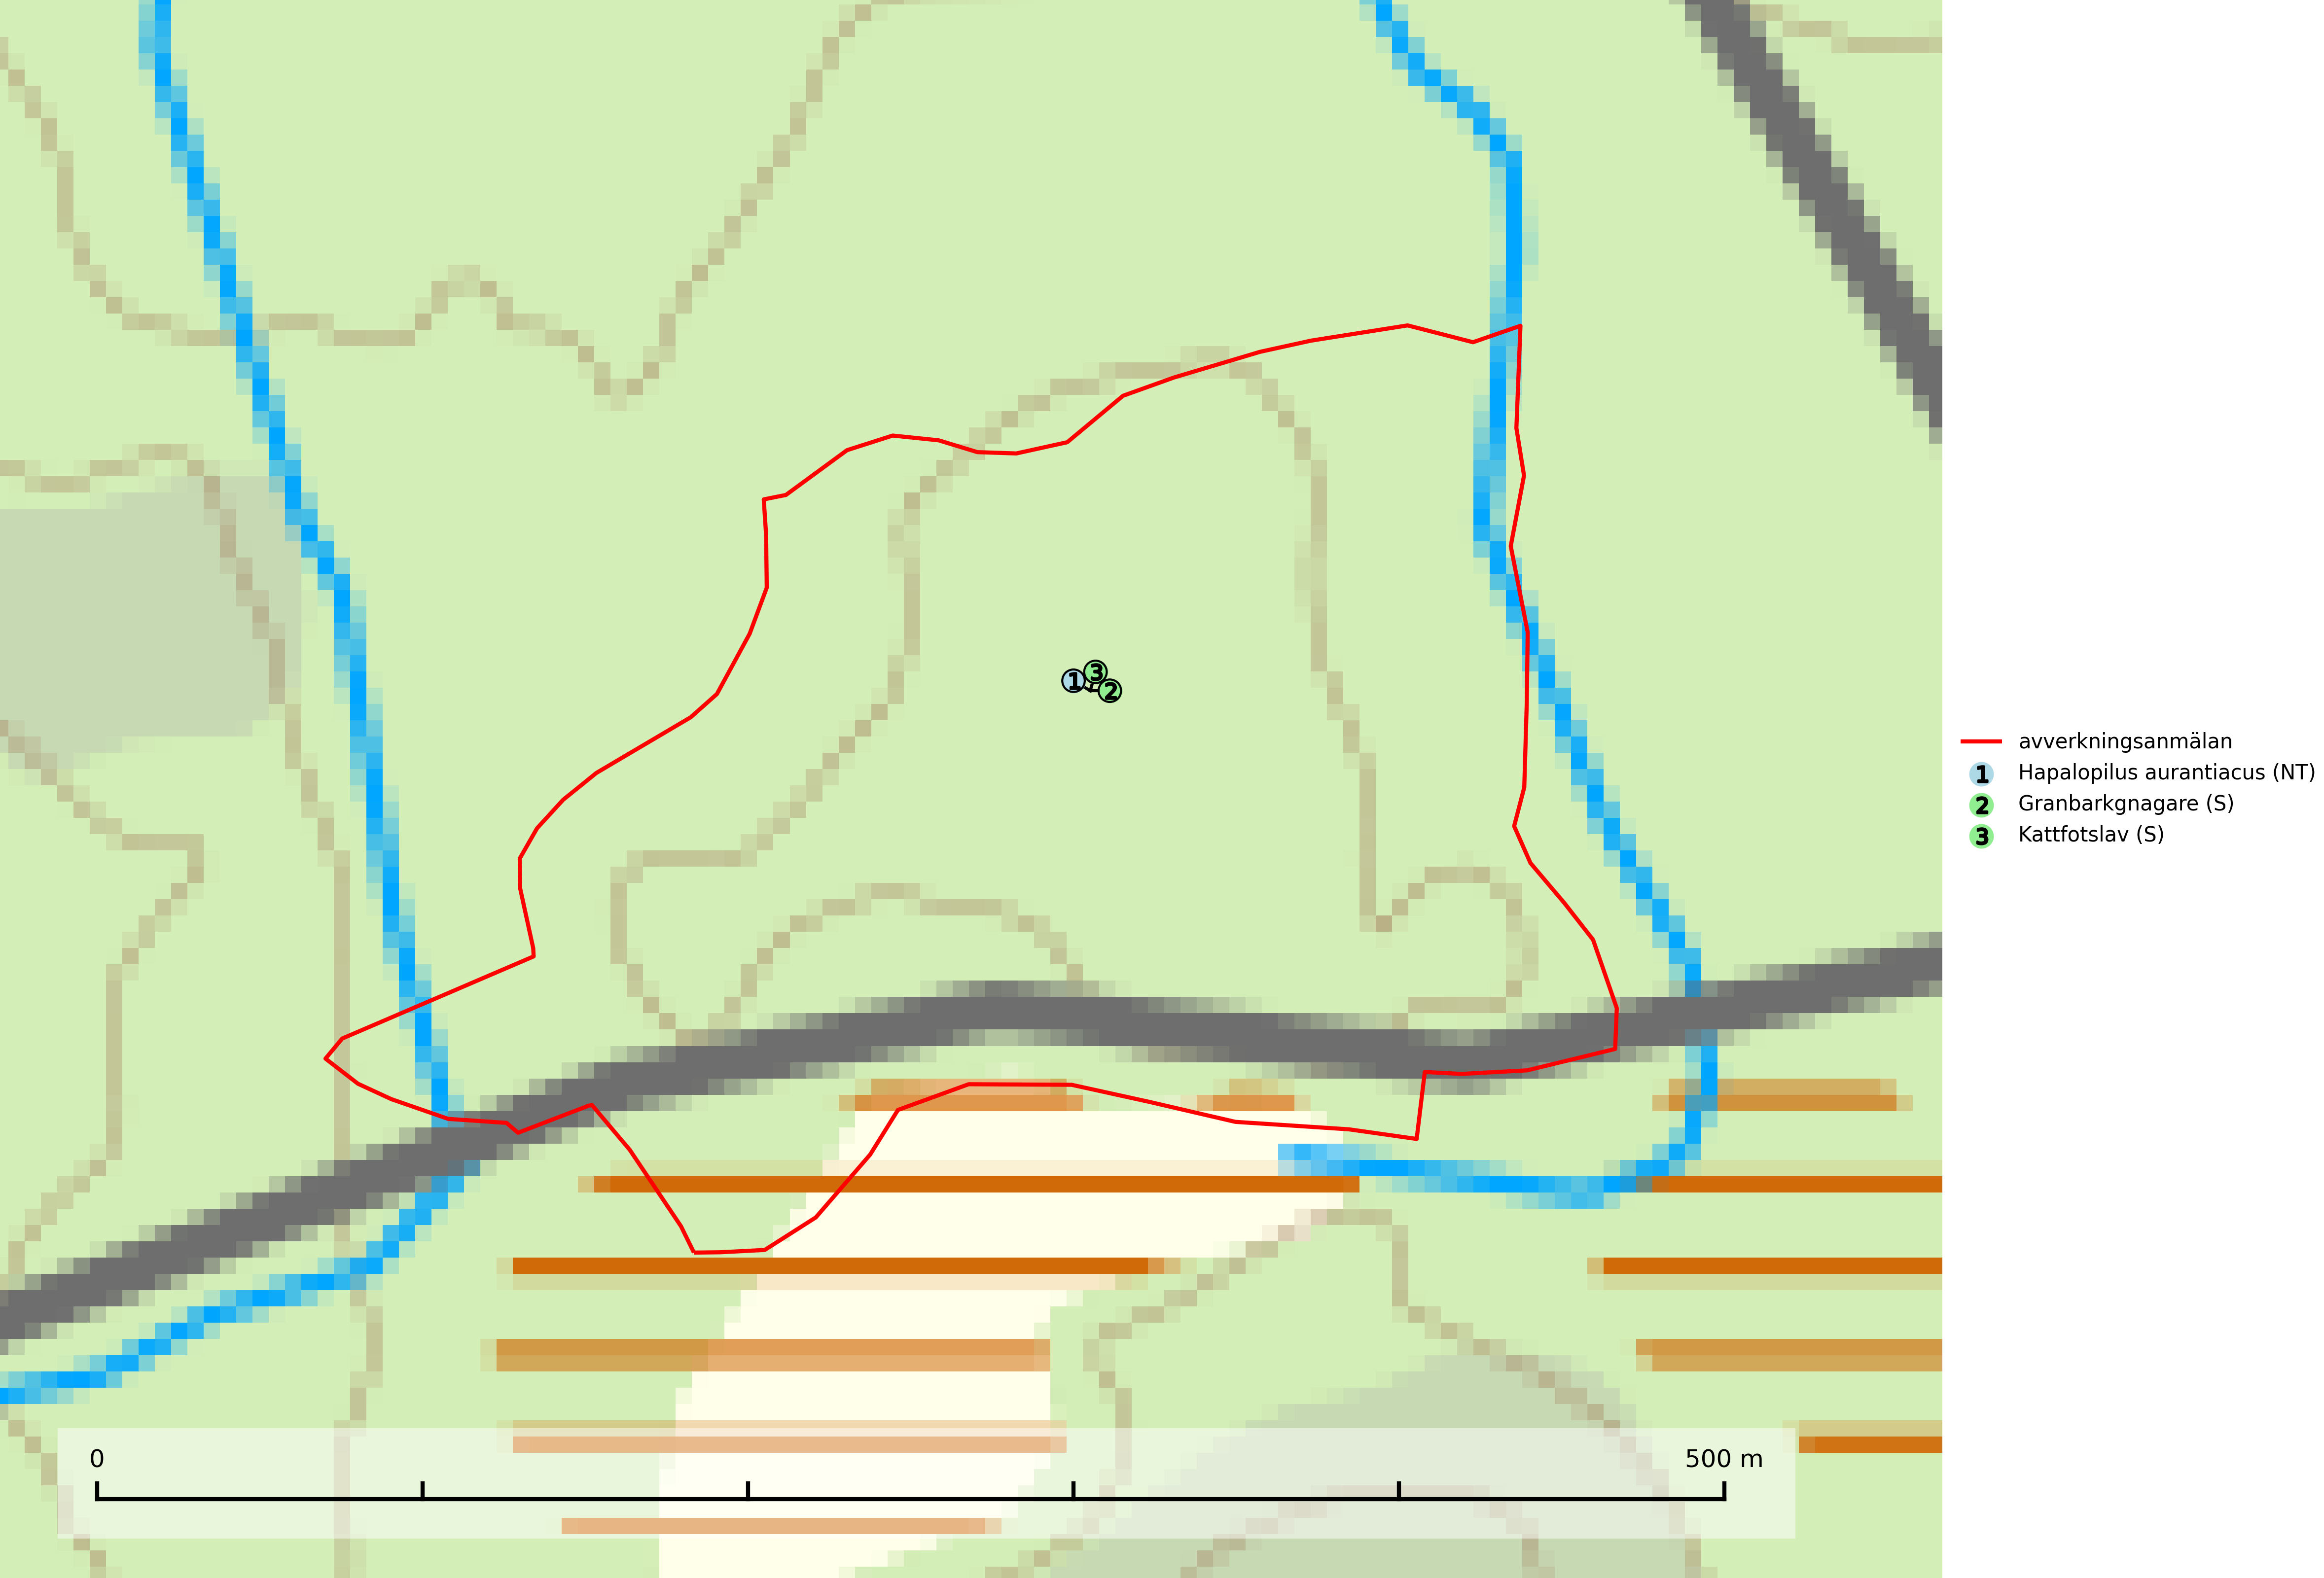 3
1
2
avverkningsanmälan
1 Hapalopilus aurantiacus (NT)
2 Granbarkgnagare (S)
3 Kattfotslav (S)
0 500 m